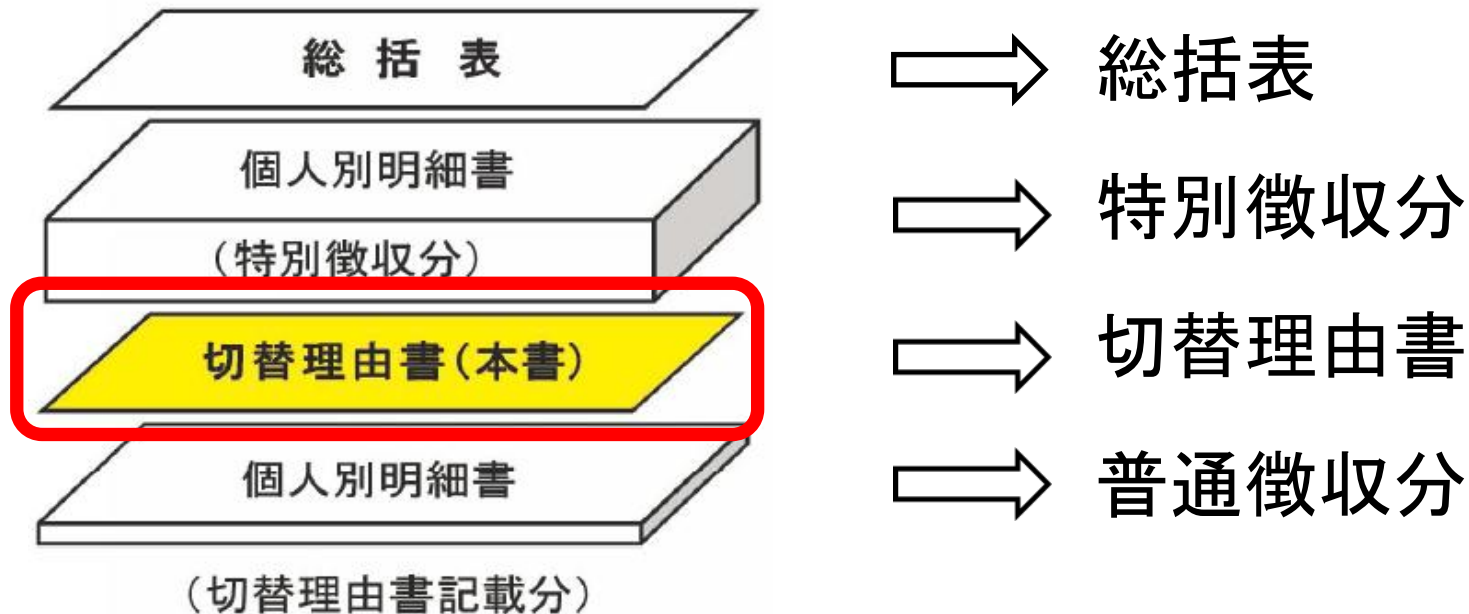 総括表
総括表
個人別明細書
(特別徴収分)
特別徴収分
切替理由書(本書)
切替理由書
個人別明細書
(切替理由書記載分)
普通徴収分